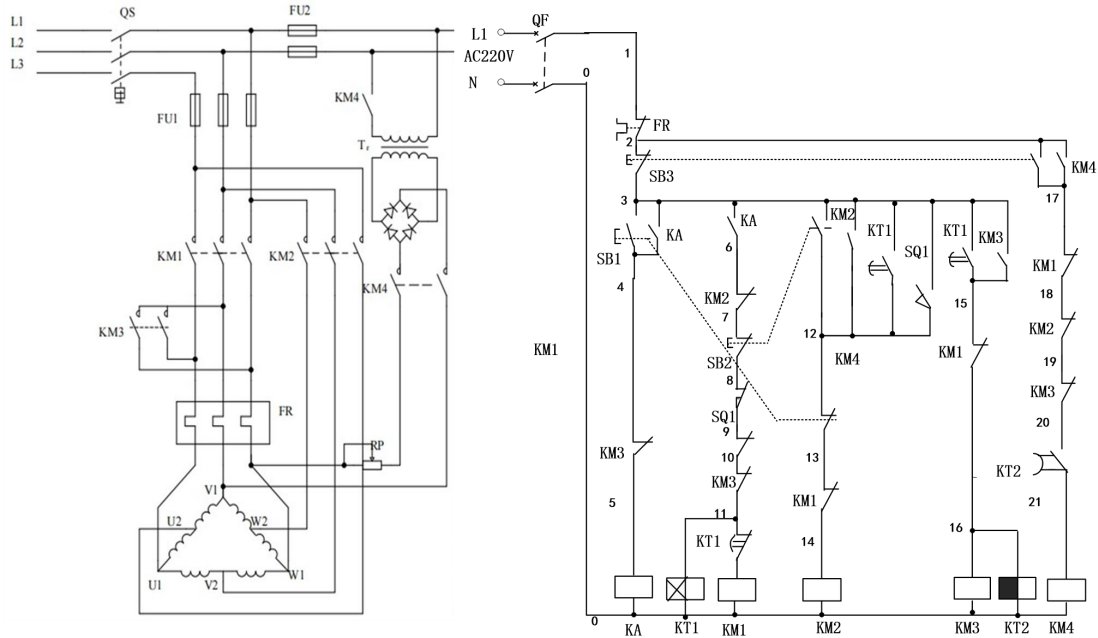 QS
FU2
L1
L2
L3
FU1
KM4
Tr
KM1
KM2
KM4
KM3
FR
RP
V1
U2
W2
U1
V2
W1
L1
QF
AC220V
N
0
1
FR
2
SB3
KM4
17
3
KA
KA
KM2
KT1
SQ1
KT1
KM3
SB1
6
4
KM2
7
12
KM4
15
KM1
18
KM1
SB2
KM1
KM2
19
8
SQ1
9
KM3
20
KM3
10
13
KT2
KM3
KM1
21
5
11
16
KT1
14
0
KA
KT1
KM1
KM2
KM3
KT2
KM4